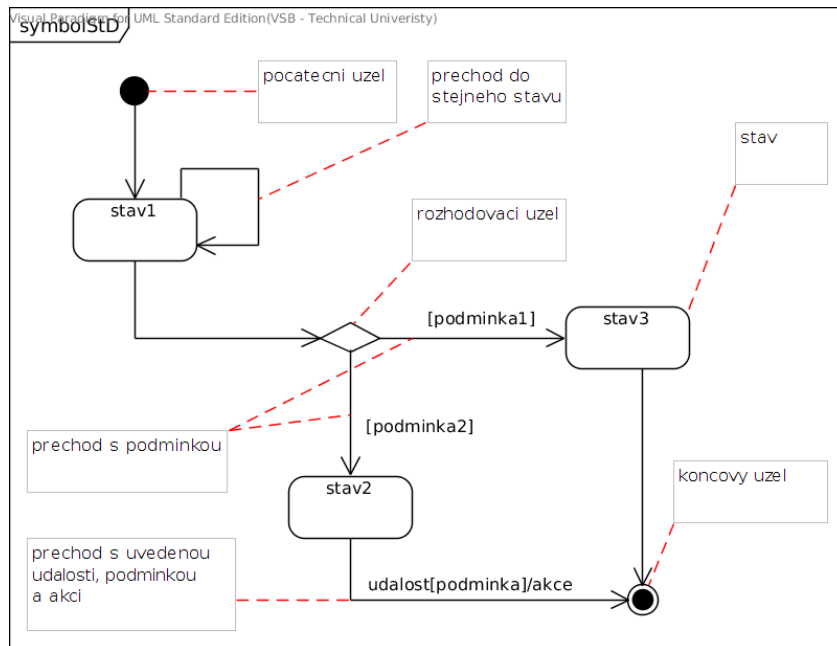 Visual Paradigm for UML Standard Edition(VSB - Technical Univeristy)
symbolStD
pocatecni uzel
prechod do
stejneho stavu
stav
stav1
rozhodovaci uzel
[podminka1]
stav3
[podminka2]
prechod s podminkou
koncovy uzel
stav2
prechod s uvedenou
udalosti, podminkou
a akci
udalost[podminka]/akce